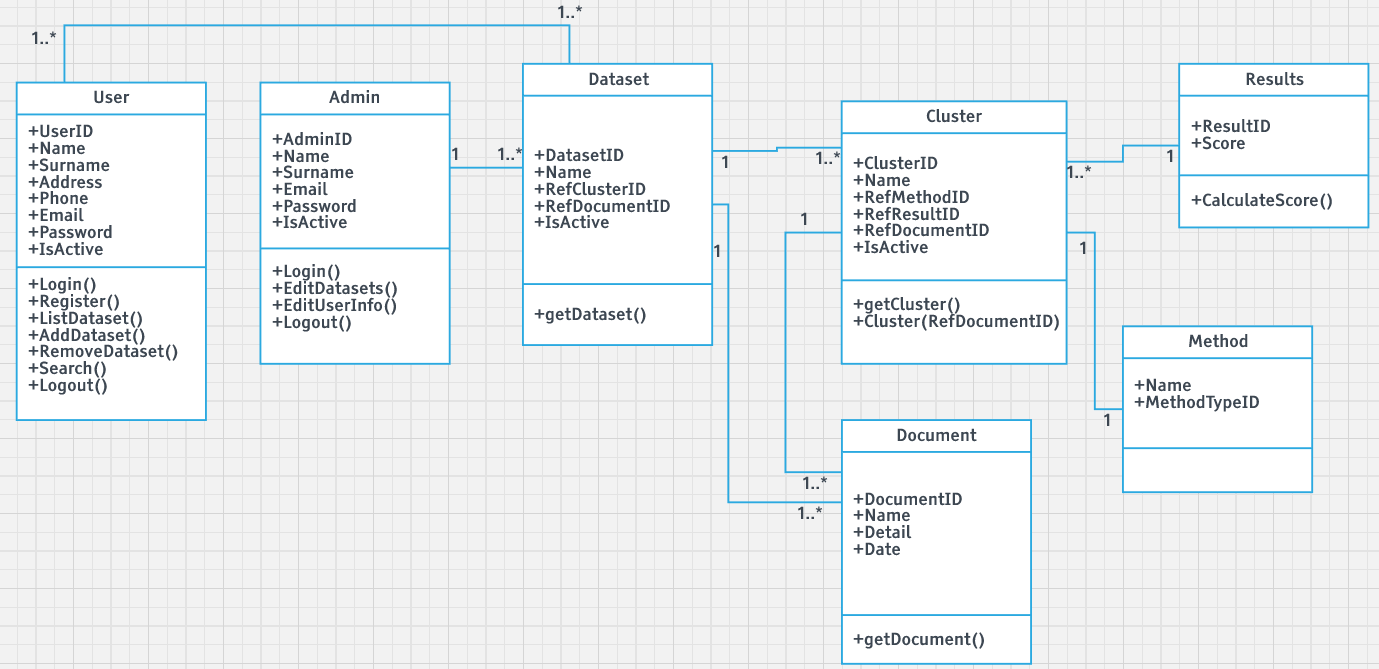 1..*
1..*
User
+UserID
+Name
+Surname
+Address
+Phone
+Email
+Password
+IsActive
+Login()
+Register()
+ListDataset()
+AddDataset()
+RemoveDataset()
+Search()
+Logout()
Admin
+AdminID
+Name
+Surname
+Email
+Password
+IsActive
+Login()
+EditDatasets()
+EditUserInfo()
+Logout()
1
1..*
Dataset
+DatasetID
+Name
+RefClusterID
+RefDocumentID
+IsActive
+getDataset()
1
1..*
1
1..*
Cluster
+ClusterID
+Name
+RefMethodID
+RefResultID
+RefDocumentID
+IsActive
+getCluster()
+Cluster(RefDocumentID)
1
1..*
1..*
1
Results
+ResultID
+Score
+CalculateScore()
1
1
Method
+Name
+MethodTypeID
Document
+DocumentID
+Name
+Detail
+Date
+getDocument()